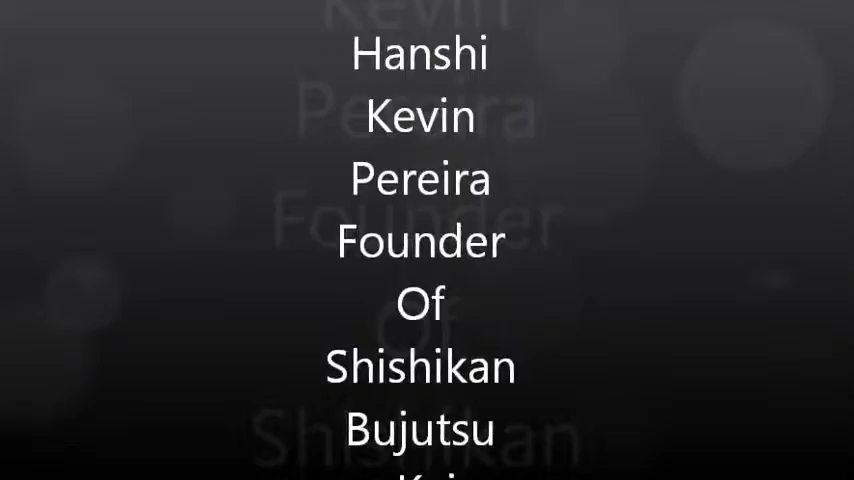 Hanshi
Kevin
Pereira
Founder
Of
Shishikan
Bujutsu